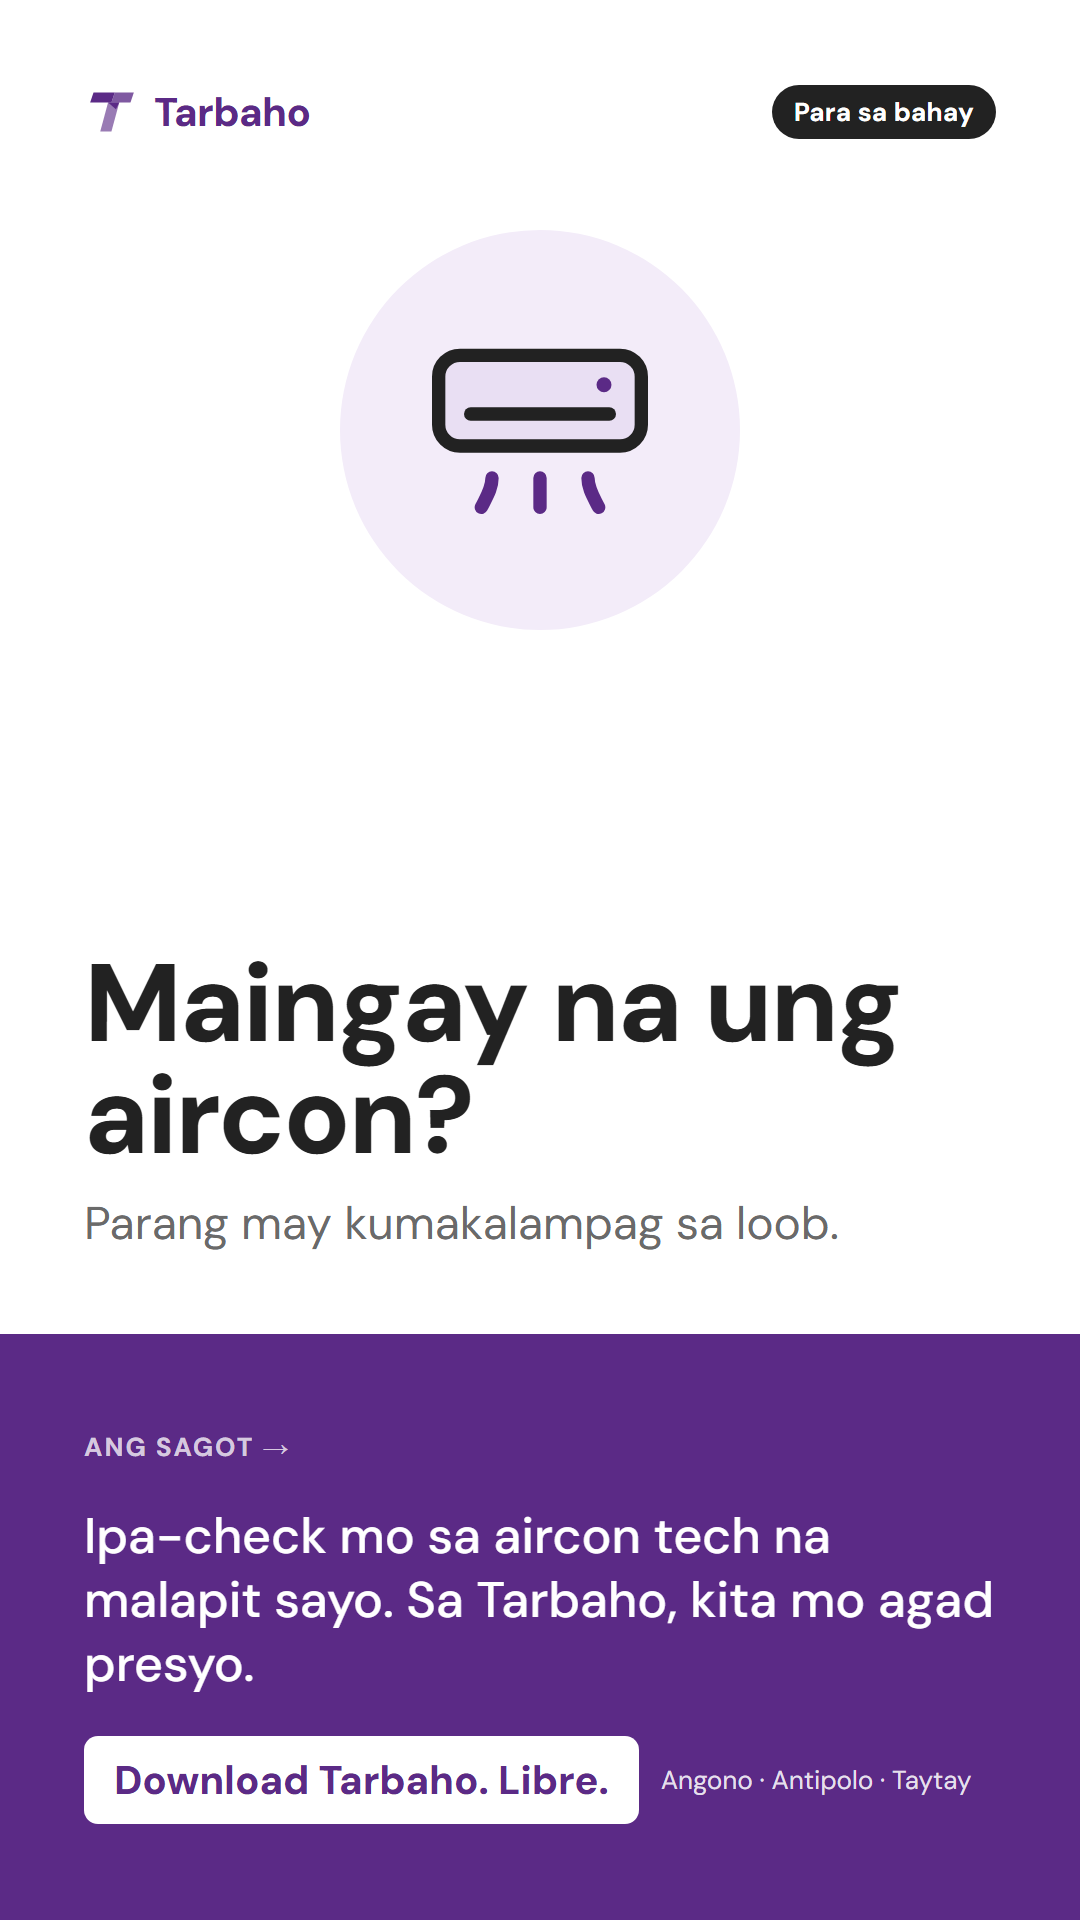 Tarbaho
Para sa bahay
Maingay na ung
aircon?
Parang may kumakalampag sa loob.
ANG SAGOT →
Ipa-check mo sa aircon tech na
malapit sayo. Sa Tarbaho, kita mo agad
presyo.
Download Tarbaho. Libre.
Angono · Antipolo · Taytay